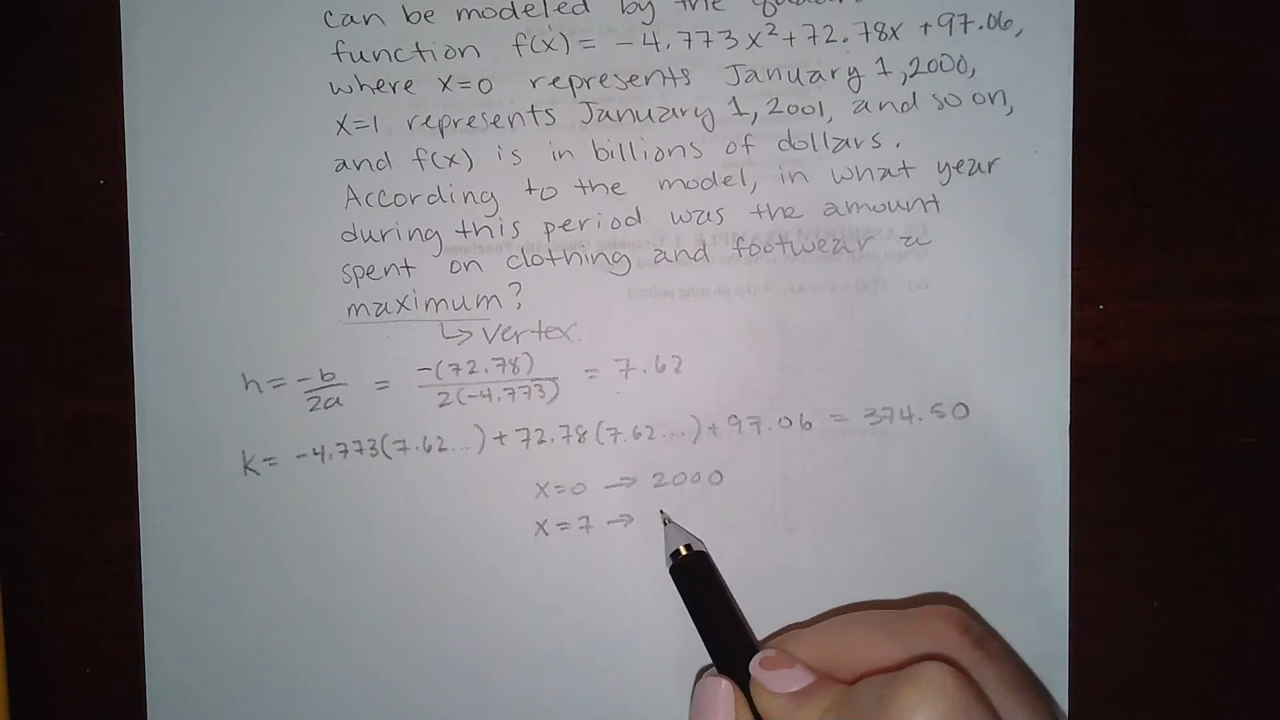 can be modeled by the
function f(x) = -4.773x²+72.78x +97.06,
where x=0 represents January 1, 2000,
x=1 represents January 1, 2001, and so on,
and f(x) is in billions of dollars.
According to the model, in what year
during this period was the amount
spent on clothing and footwear a
maximum?
↳ vertex.
h = -b/2a = -(72.78)/2(-4.773) = 7.62
k = -4.773(7.62...) + 72.78(7.62...) + 97.06 = 374.50
x=0 → 2000
x=7 →